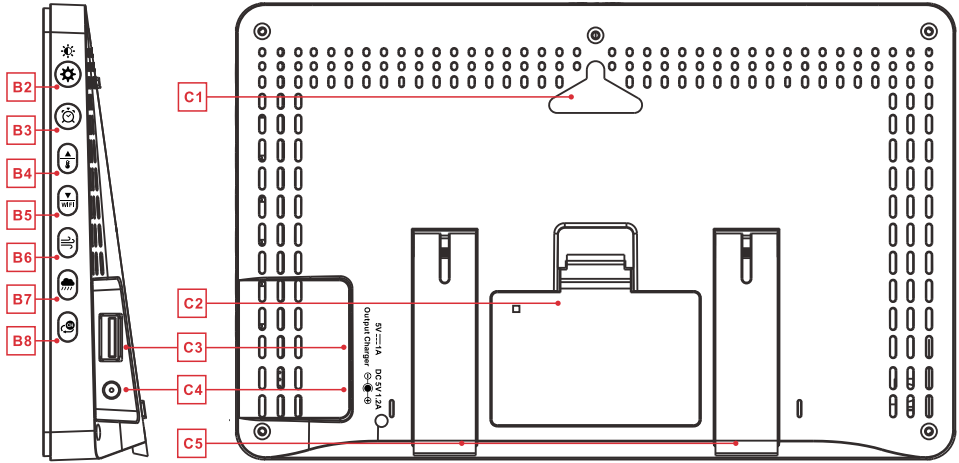 B2
B3
B4
B5
WIFI
B6
B7
B8
C1
C2
C3
C4
C5
5V⎓1A
Output Charger
DC 5V 1.2A